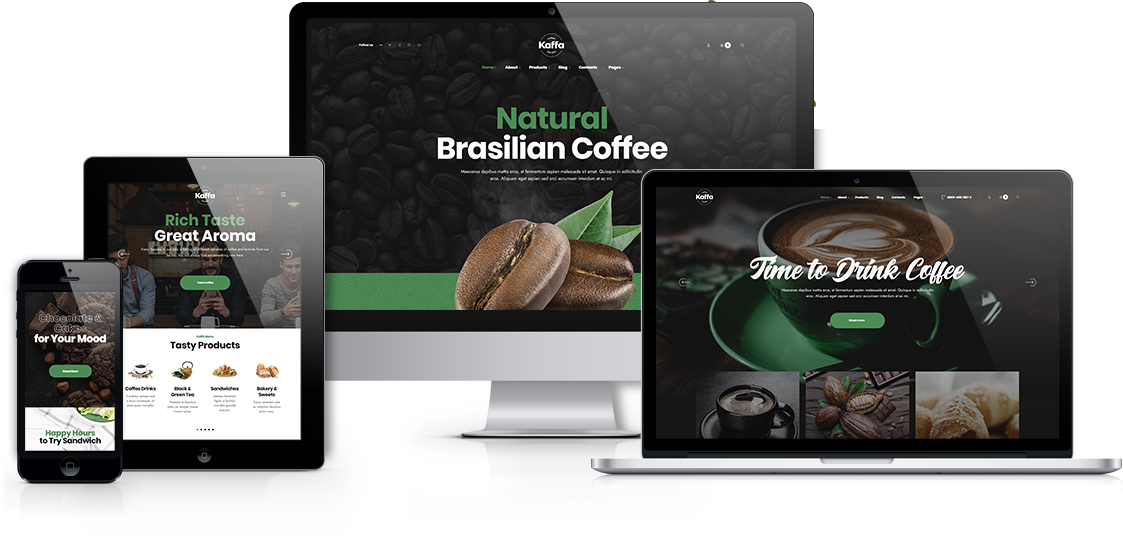 Follow us
Kaffa
Home About Products Blog Contacts Pages
Natural
Brasilian Coffee
Maecenas dapibus mattis eros, at fermentum sapien malesuada sit amet. Quisque in sollicitudin
eros. Aliquam eget sapien sed orci accumsan interdum at ac mi.
Kaffa
Rich Taste
Great Aroma
Kaffa Menu
Tasty Products
Coffee Drinks
Black &
Green Tea
Sandwiches
Bakery &
Sweets
Chocolate &
Cakes
for Your Mood
Read More
Happy Hours
to Try Sandwich
Kaffa
Home About Products Blog Contacts Pages
Time to Drink Coffee
Maecenas dapibus mattis eros, at fermentum sapien malesuada sit amet. Quisque in sollicitudin
eros. Aliquam eget sapien sed orci accumsan interdum at ac mi.
Read More